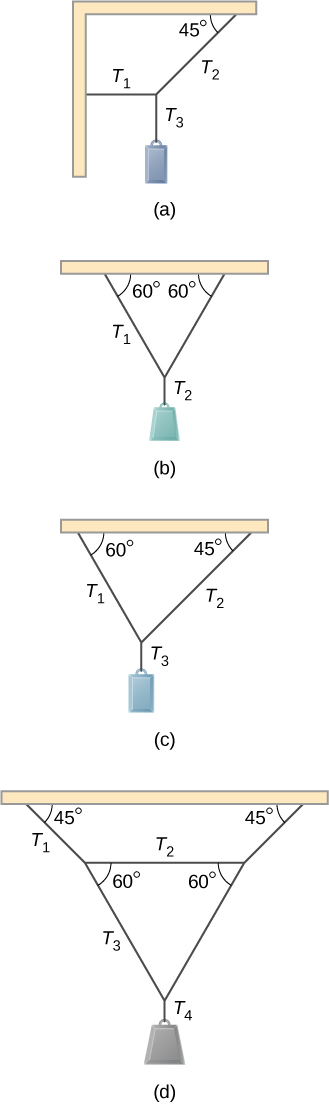 45°
T1
T2
T3
(a)
60° 60°
T1
T2
(b)
60° 45°
T1 T2
T3
(c)
45° 45°
T1 T2
60° 60°
T3
T4
(d)